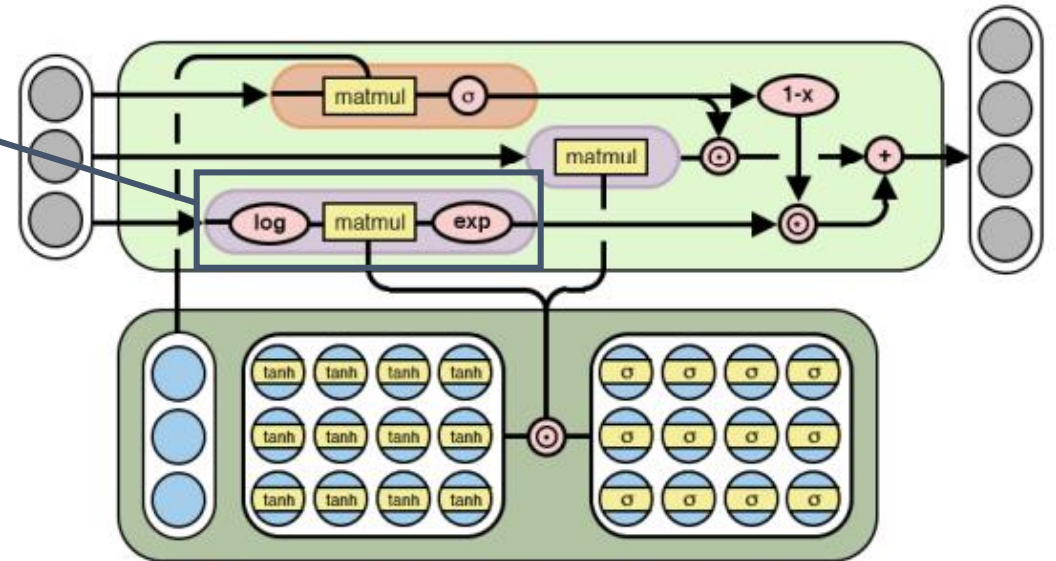 matmul σ 1-x
matmul ⊙ +
log matmul exp ⊙
tanh tanh tanh tanh σ σ σ σ
tanh tanh tanh tanh ⊙ σ σ σ σ
tanh tanh tanh tanh σ σ σ σ